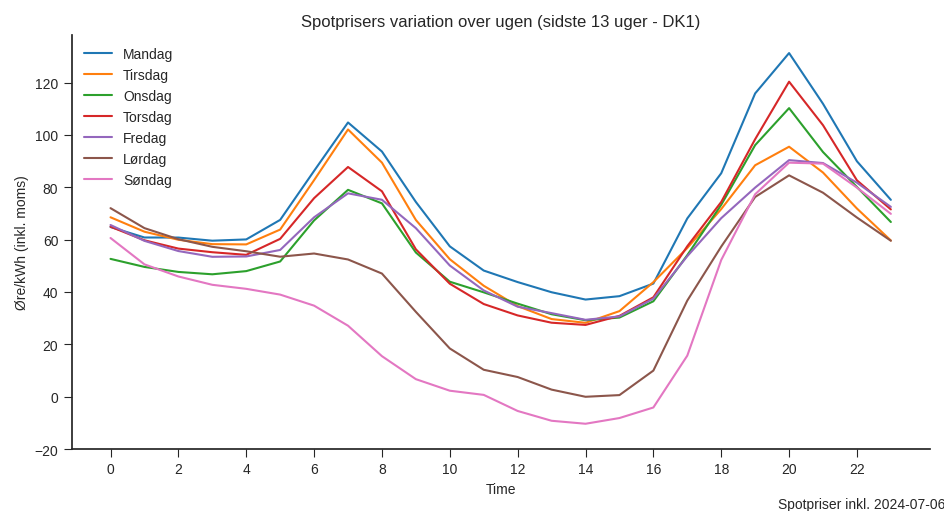 Spotprisers variation over ugen (sidste 13 uger - DK1)
Mandag
Tirsdag
Onsdag
Torsdag
Fredag
Lørdag
Søndag
Øre/kWh (inkl. moms)
120
100
80
60
40
20
0
−20
0 2 4 6 8 10 12 14 16 18 20 22
Time
Spotpriser inkl. 2024-07-06